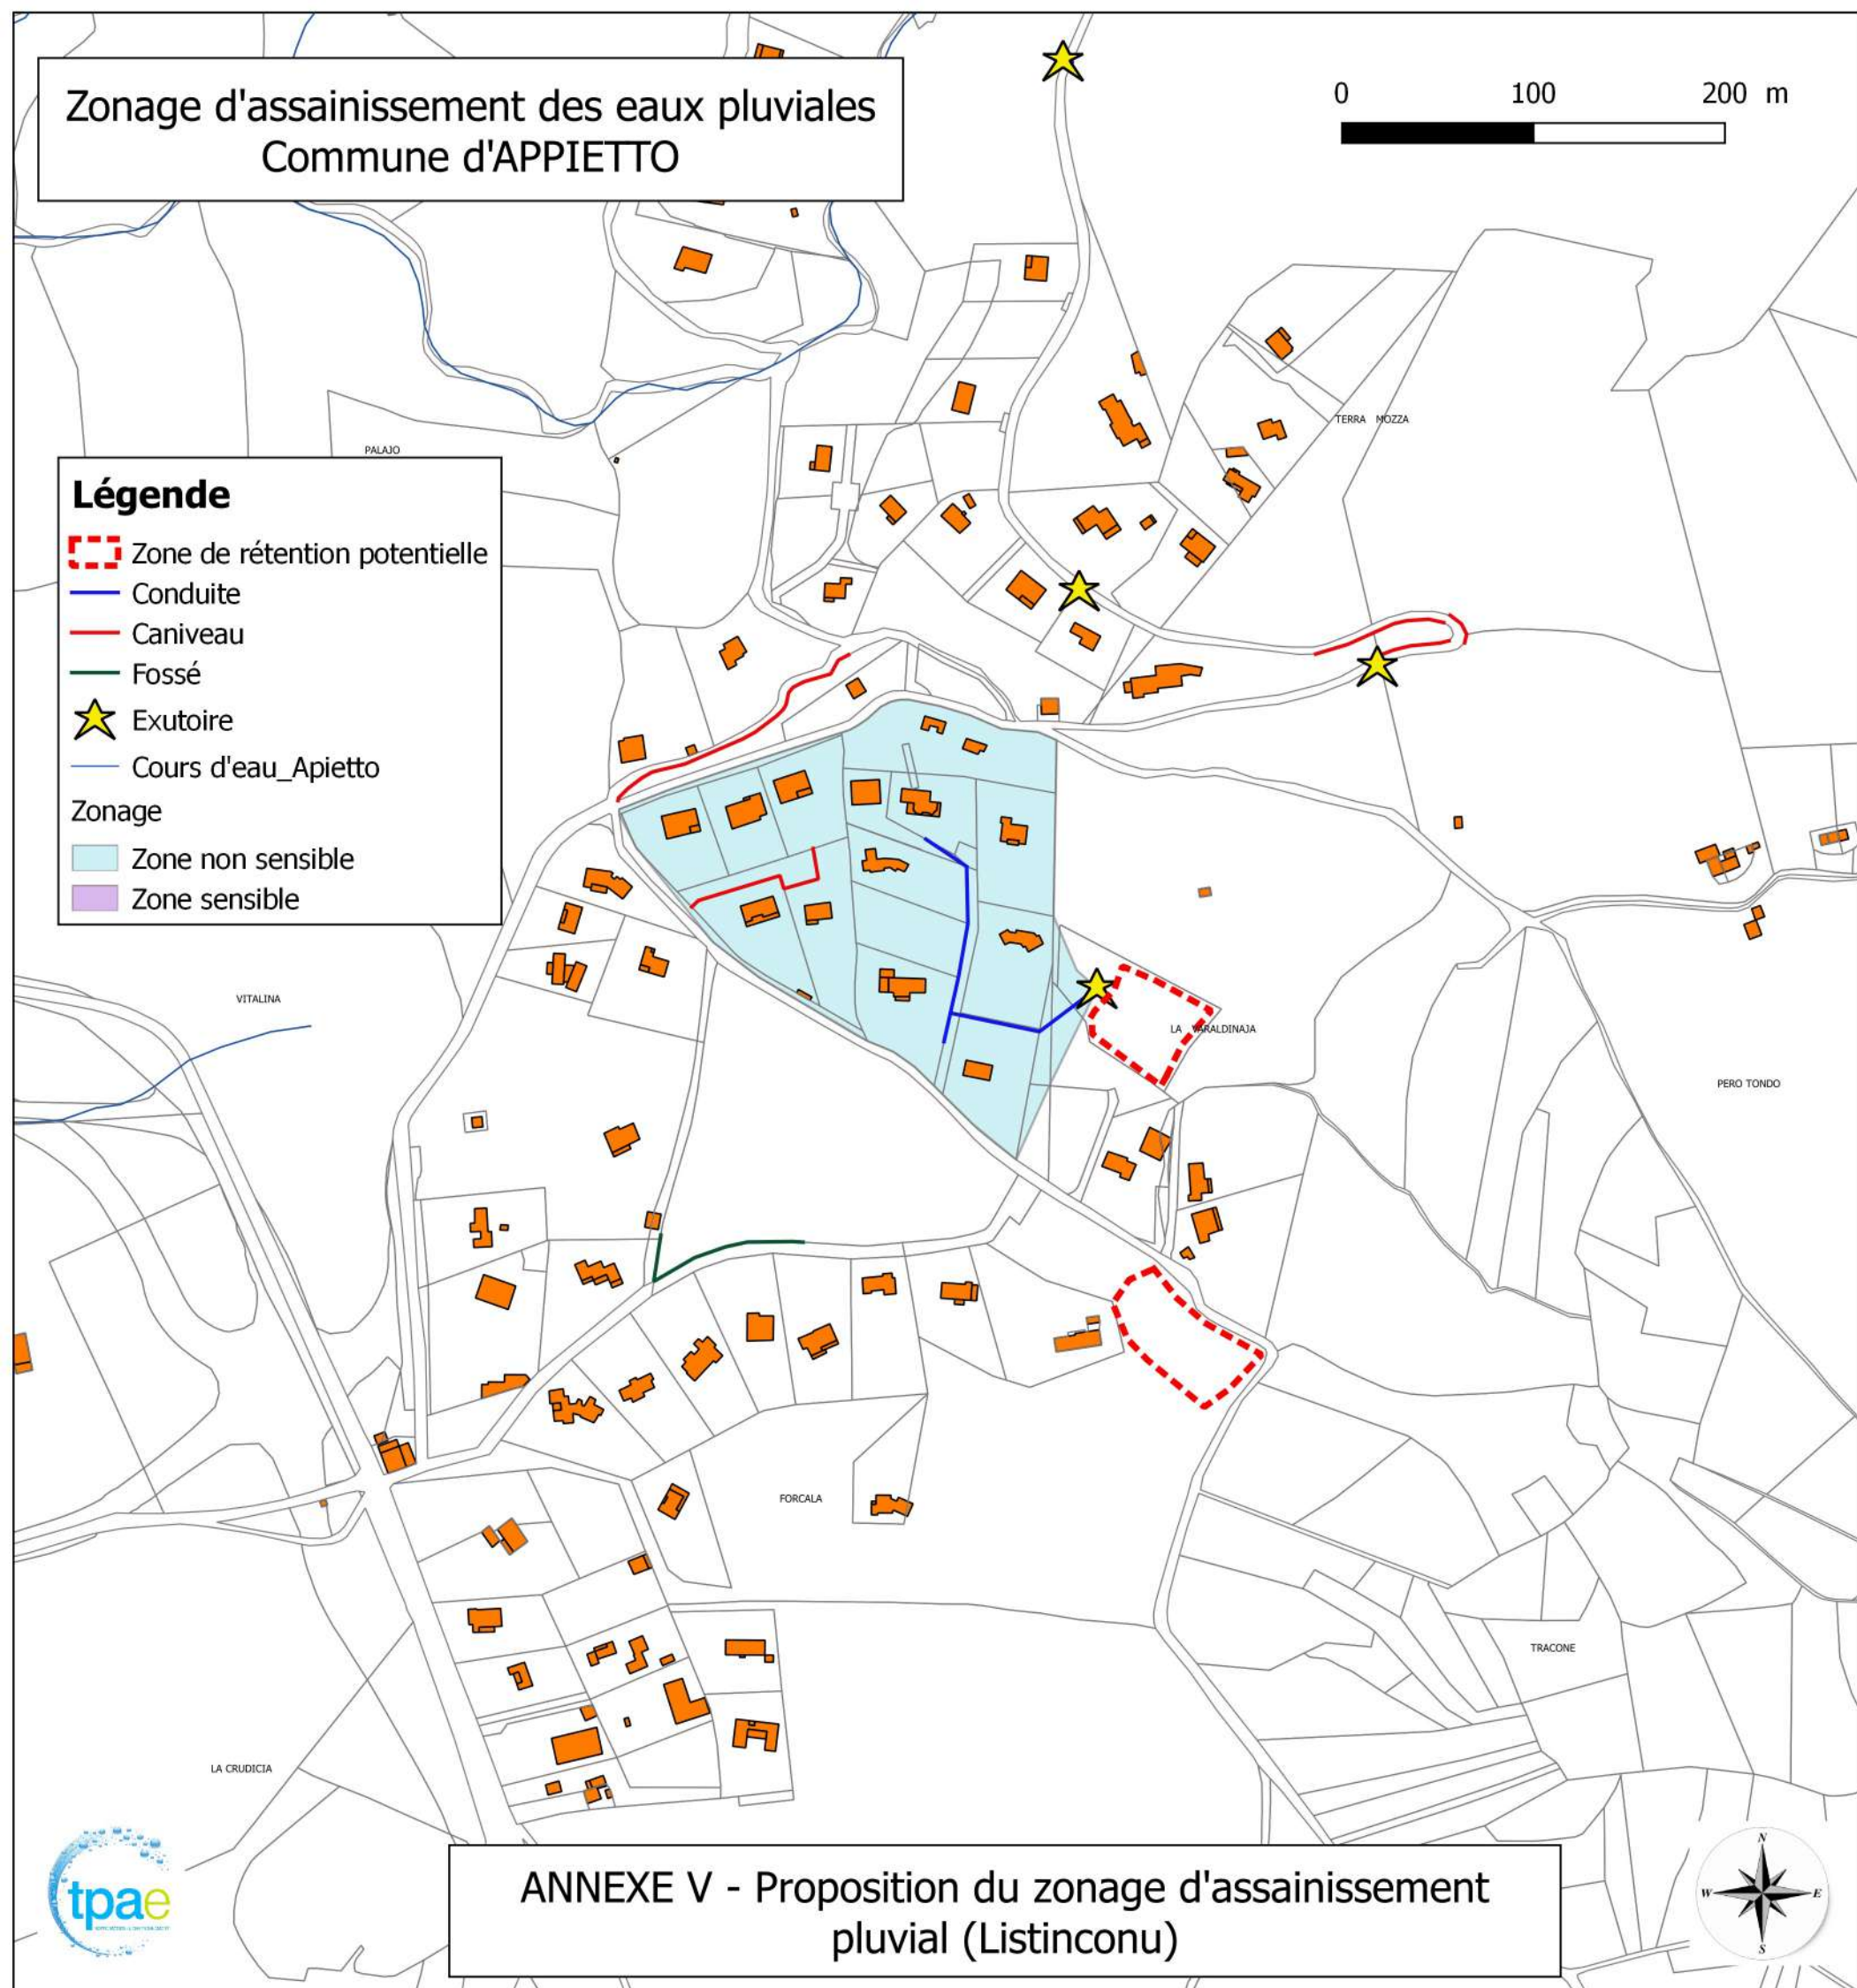 Zonage d'assainissement des eaux pluviales
Commune d'APPIETTO
0 100 200 m
TERRA MOZZA
PALAJO
Légende
Zone de rétention potentielle
Conduite
Caniveau
Fossé
Exutoire
Cours d'eau_Apietto
Zonage
Zone non sensible
Zone sensible
VITALINA
LA VARALDINAJA
PERO TONDO
FORCALA
TRACONE
LA CRUDICIA
tpae
ANNEXE V - Proposition du zonage d'assainissement
pluvial (Listinconu)
N
W E
S